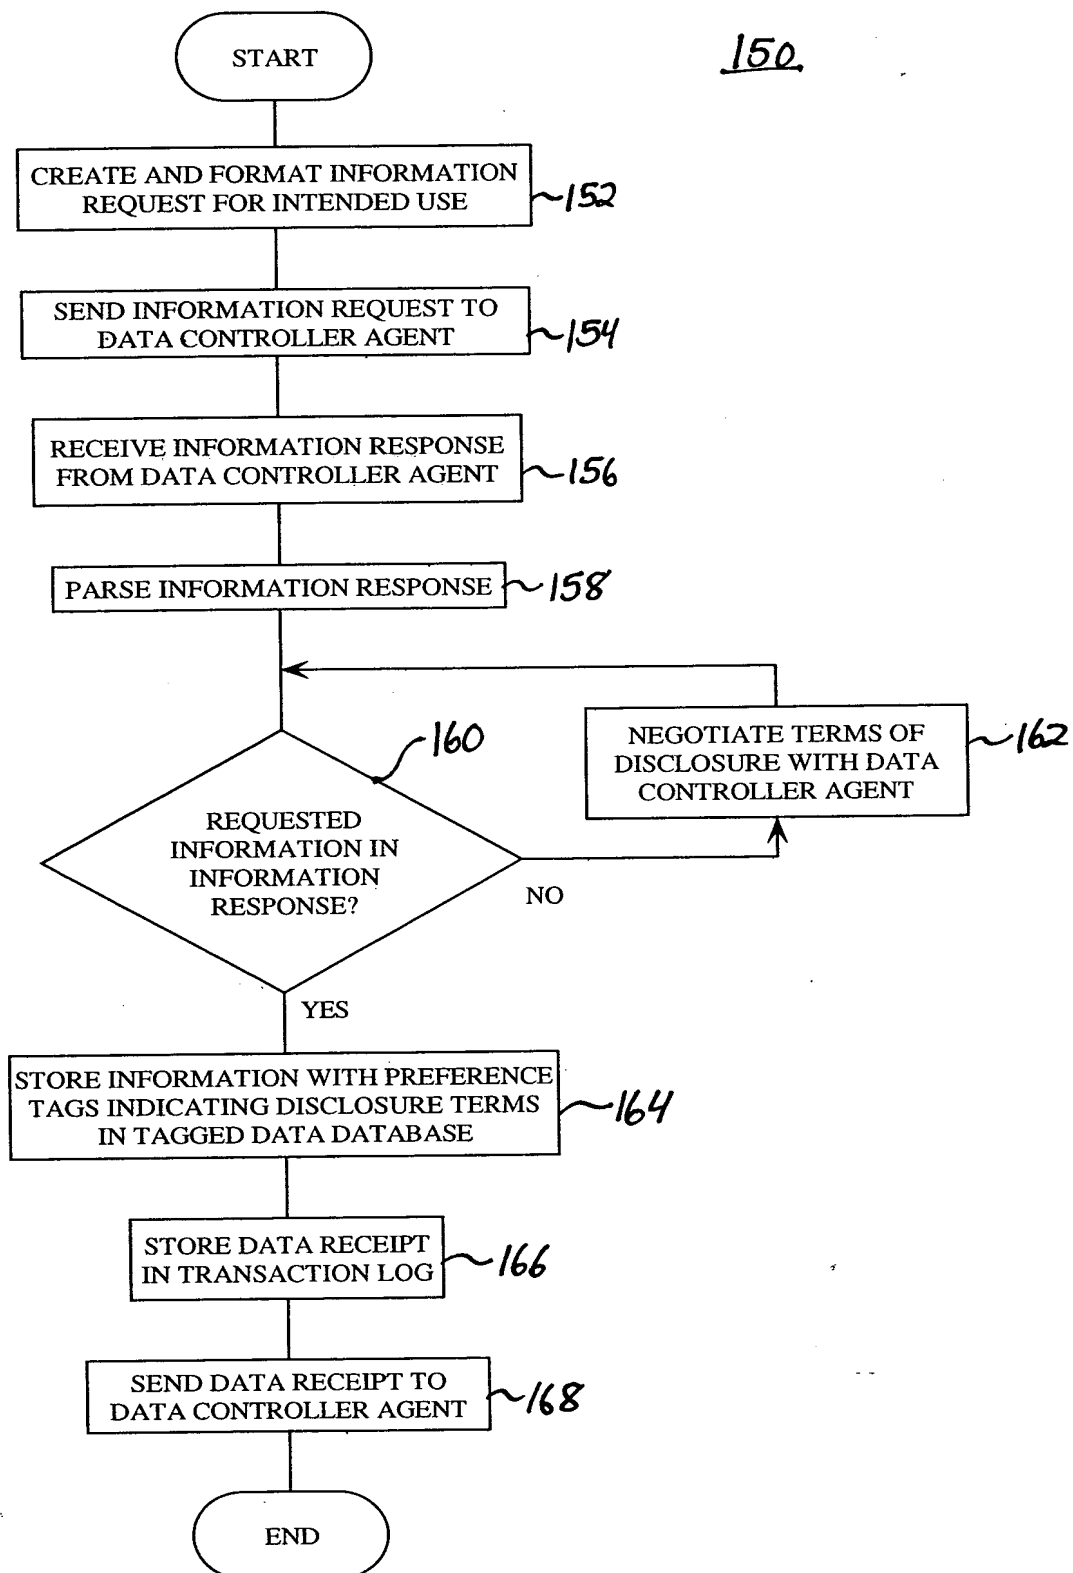 START
150
CREATE AND FORMAT INFORMATION
REQUEST FOR INTENDED USE
152
SEND INFORMATION REQUEST TO
DATA CONTROLLER AGENT
154
RECEIVE INFORMATION RESPONSE
FROM DATA CONTROLLER AGENT
156
PARSE INFORMATION RESPONSE
158
160
NEGOTIATE TERMS OF
DISCLOSURE WITH DATA
CONTROLLER AGENT
162
REQUESTED
INFORMATION IN
INFORMATION
RESPONSE?
NO
YES
STORE INFORMATION WITH PREFERENCE
TAGS INDICATING DISCLOSURE TERMS
IN TAGGED DATA DATABASE
164
STORE DATA RECEIPT
IN TRANSACTION LOG
166
SEND DATA RECEIPT TO
DATA CONTROLLER AGENT
168
END